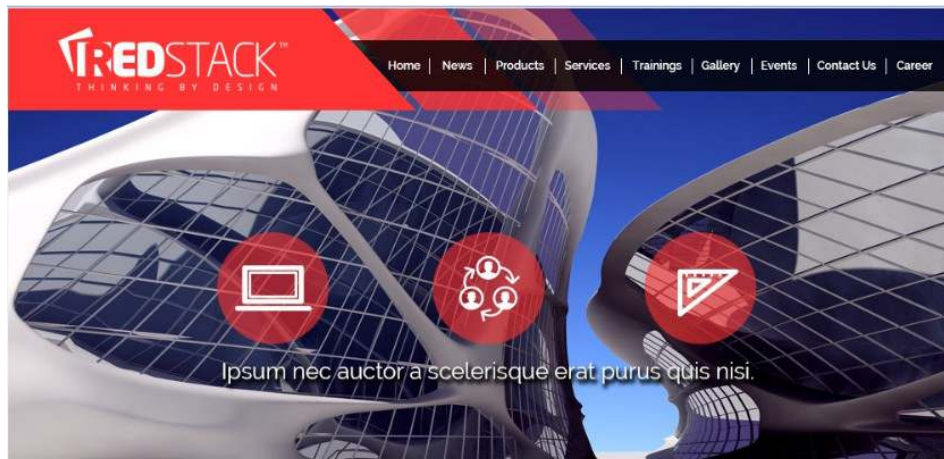 REDSTACK™
THINKING BY DESIGN
Home | News | Products | Services | Trainings | Gallery | Events | Contact Us | Career
Ipsum nec auctor a scelerisque erat purus quis nisi.